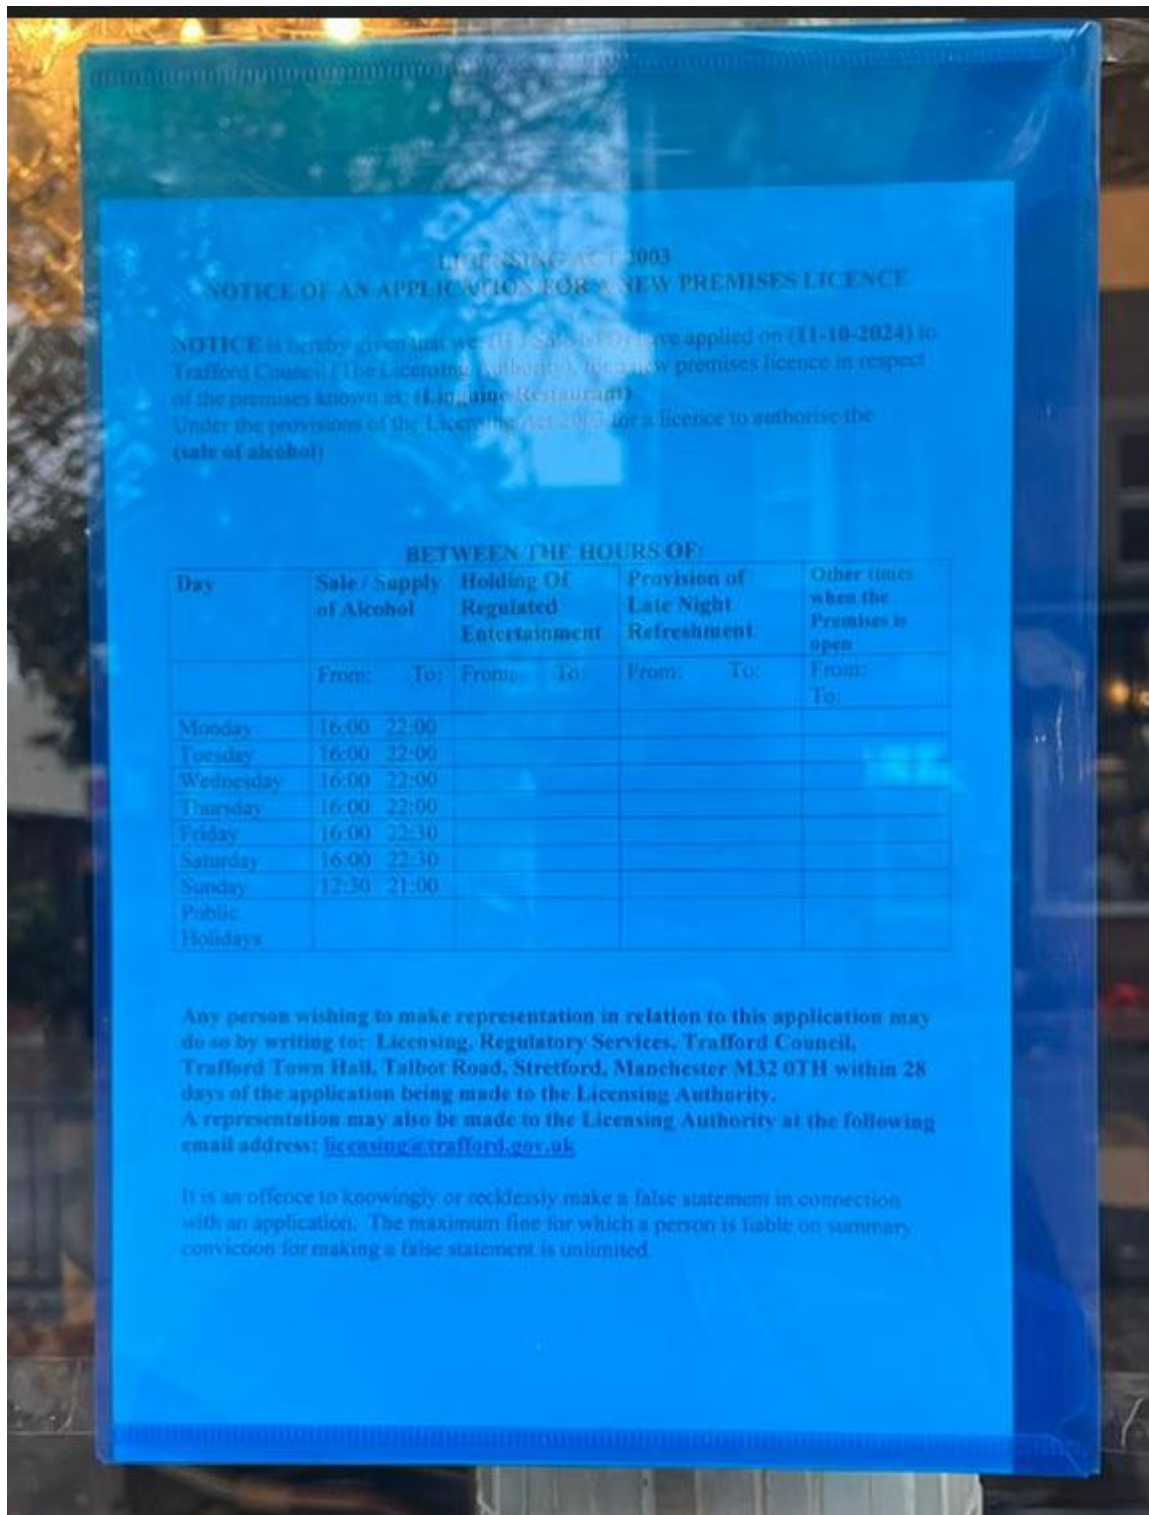 LICENSING ACT 2003
NOTICE OF AN APPLICATION FOR A NEW PREMISES LICENCE
NOTICE is hereby given that we have applied on (11-10-2024) to
Trafford Council (The Licensing Authority), for a new premises licence in respect
of the premises known as: (Linguine Restaurant)
Under the provisions of the Licensing Act 2003 for a licence to authorise the
(sale of alcohol)
BETWEEN THE HOURS OF:
Day Sale / Supply of Alcohol Holding Of Regulated Entertainment Provision of Late Night Refreshment Other times when the Premises is open
From: To: From: To: From: To: From: To:
Monday 16:00 22:00
Tuesday 16:00 22:00
Wednesday 16:00 22:00
Thursday 16:00 22:00
Friday 16:00 22:30
Saturday 16:00 22:30
Sunday 12:30 21:00
Public
Holidays
Any person wishing to make representation in relation to this application may
do so by writing to: Licensing, Regulatory Services, Trafford Council,
Trafford Town Hall, Talbot Road, Stretford, Manchester M32 0TH within 28
days of the application being made to the Licensing Authority.
A representation may also be made to the Licensing Authority at the following
email address: licensing@trafford.gov.uk
It is an offence to knowingly or recklessly make a false statement in connection
with an application. The maximum fine for which a person is liable on summary
conviction for making a false statement is unlimited